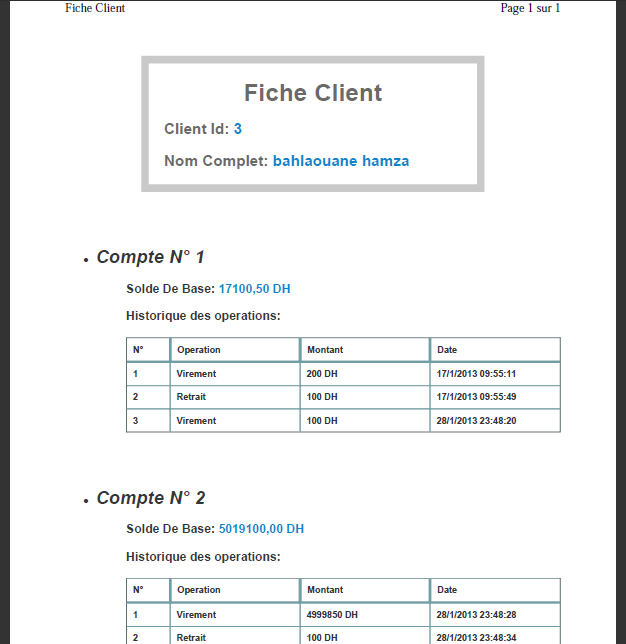 Fiche Client Page 1 sur 1
Fiche Client
Client Id: 3
Nom Complet: bahlaouane hamza
• Compte N° 1
Solde De Base: 17100,50 DH
Historique des operations:
N° Operation Montant Date
1 Virement 200 DH 17/1/2013 09:55:11
2 Retrait 100 DH 17/1/2013 09:55:49
3 Virement 100 DH 28/1/2013 23:48:20
• Compte N° 2
Solde De Base: 5019100,00 DH
Historique des operations:
N° Operation Montant Date
1 Virement 4999850 DH 28/1/2013 23:48:28
2 Retrait 100 DH 28/1/2013 23:48:34